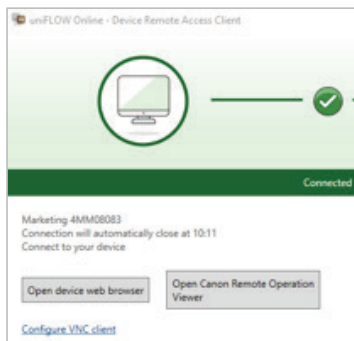 uniFLOW Online - Device Remote Access Client
Connected
Marketing 4MM08083
Connection will automatically close at 10:11
Connect to your device
Open device web browser
Open Canon Remote Operation
Viewer
Configure VNC client